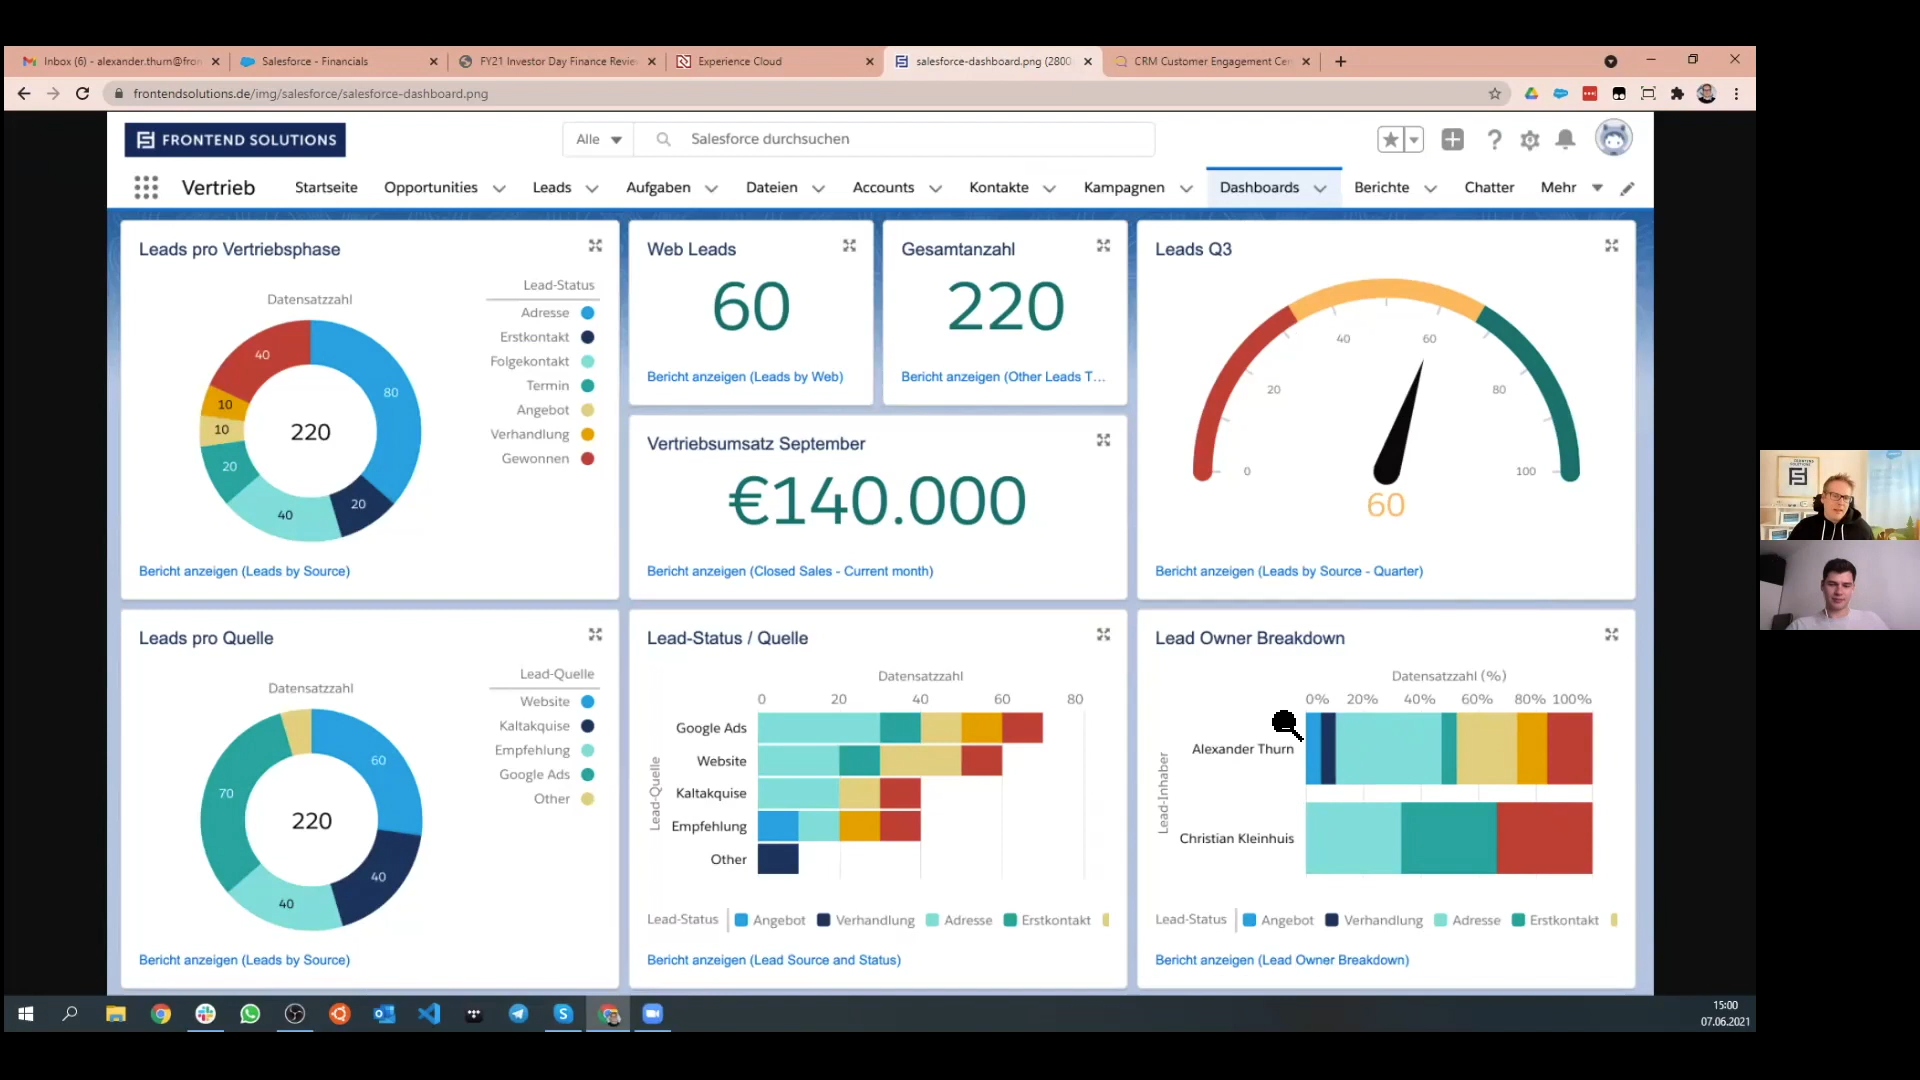 Inbox (6) - alexander.thurn@fron
Salesforce - Financials
FY21 Investor Day Finance Revie
Experience Cloud
salesforce-dashboard.png (2800
CRM Customer Engagement Cen
frontendsolutions.de/img/salesforce/salesforce-dashboard.png
FRONTEND SOLUTIONS
Alle
Salesforce durchsuchen
Vertrieb
Startseite
Opportunities
Leads
Aufgaben
Dateien
Accounts
Kontakte
Kampagnen
Dashboards
Berichte
Chatter
Mehr
Leads pro Vertriebsphase
Datensatzzahl
Lead-Status
Adresse
Erstkontakt
Folgekontakt
Termin
Angebot
Verhandlung
Gewonnen
40
80
10
10
220
20
20
40
Bericht anzeigen (Leads by Source)
Web Leads
60
Bericht anzeigen (Leads by Web)
Gesamtanzahl
220
Bericht anzeigen (Other Leads T...
Vertriebsumsatz September
€140.000
Bericht anzeigen (Closed Sales - Current month)
Leads Q3
40
60
20
80
0
100
60
Bericht anzeigen (Leads by Source - Quarter)
Leads pro Quelle
Datensatzzahl
Lead-Quelle
Website
Kaltakquise
Empfehlung
Google Ads
Other
60
70
220
40
40
Bericht anzeigen (Leads by Source)
Lead-Status / Quelle
Datensatzzahl
0 20 40 60 80
Lead-Quelle
Google Ads
Website
Kaltakquise
Empfehlung
Other
Lead-Status Angebot Verhandlung Adresse Erstkontakt
Bericht anzeigen (Lead Source and Status)
Lead Owner Breakdown
Datensatzzahl (%)
0% 20% 40% 60% 80% 100%
Lead-Inhaber
Alexander Thurn
Christian Kleinhuis
Lead-Status Angebot Verhandlung Adresse Erstkontakt
Bericht anzeigen (Lead Owner Breakdown)
15:00
07.06.2021